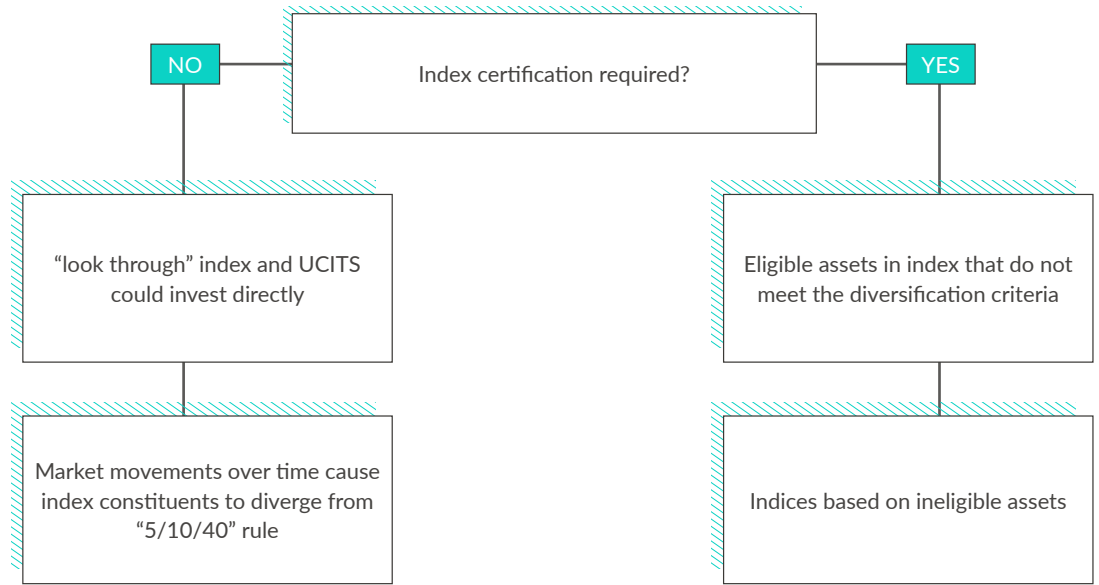 Index certification required?
NO
YES
“look through” index and UCITS
could invest directly
Eligible assets in index that do not
meet the diversification criteria
Market movements over time cause
index constituents to diverge from
“5/10/40” rule
Indices based on ineligible assets